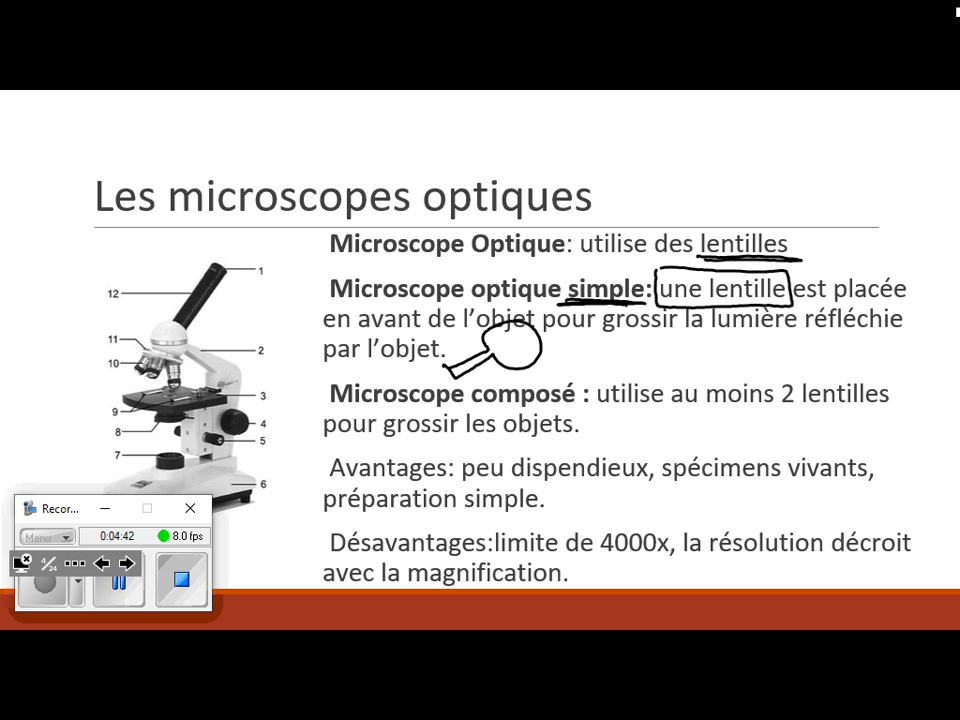 Les microscopes optiques
Microscope Optique: utilise des lentilles
Microscope optique simple: une lentille est placée
en avant de l'objet pour grossir la lumière réfléchie
par l'objet.
Microscope composé : utilise au moins 2 lentilles
pour grossir les objets.
Avantages: peu dispendieux, spécimens vivants,
préparation simple.
Désavantages:limite de 4000x, la résolution décroit
avec la magnification.
1
12
11
2
10
3
9
4
8
5
7
6
Recor...
Menu
0:04:42
8.0 fps
4/24